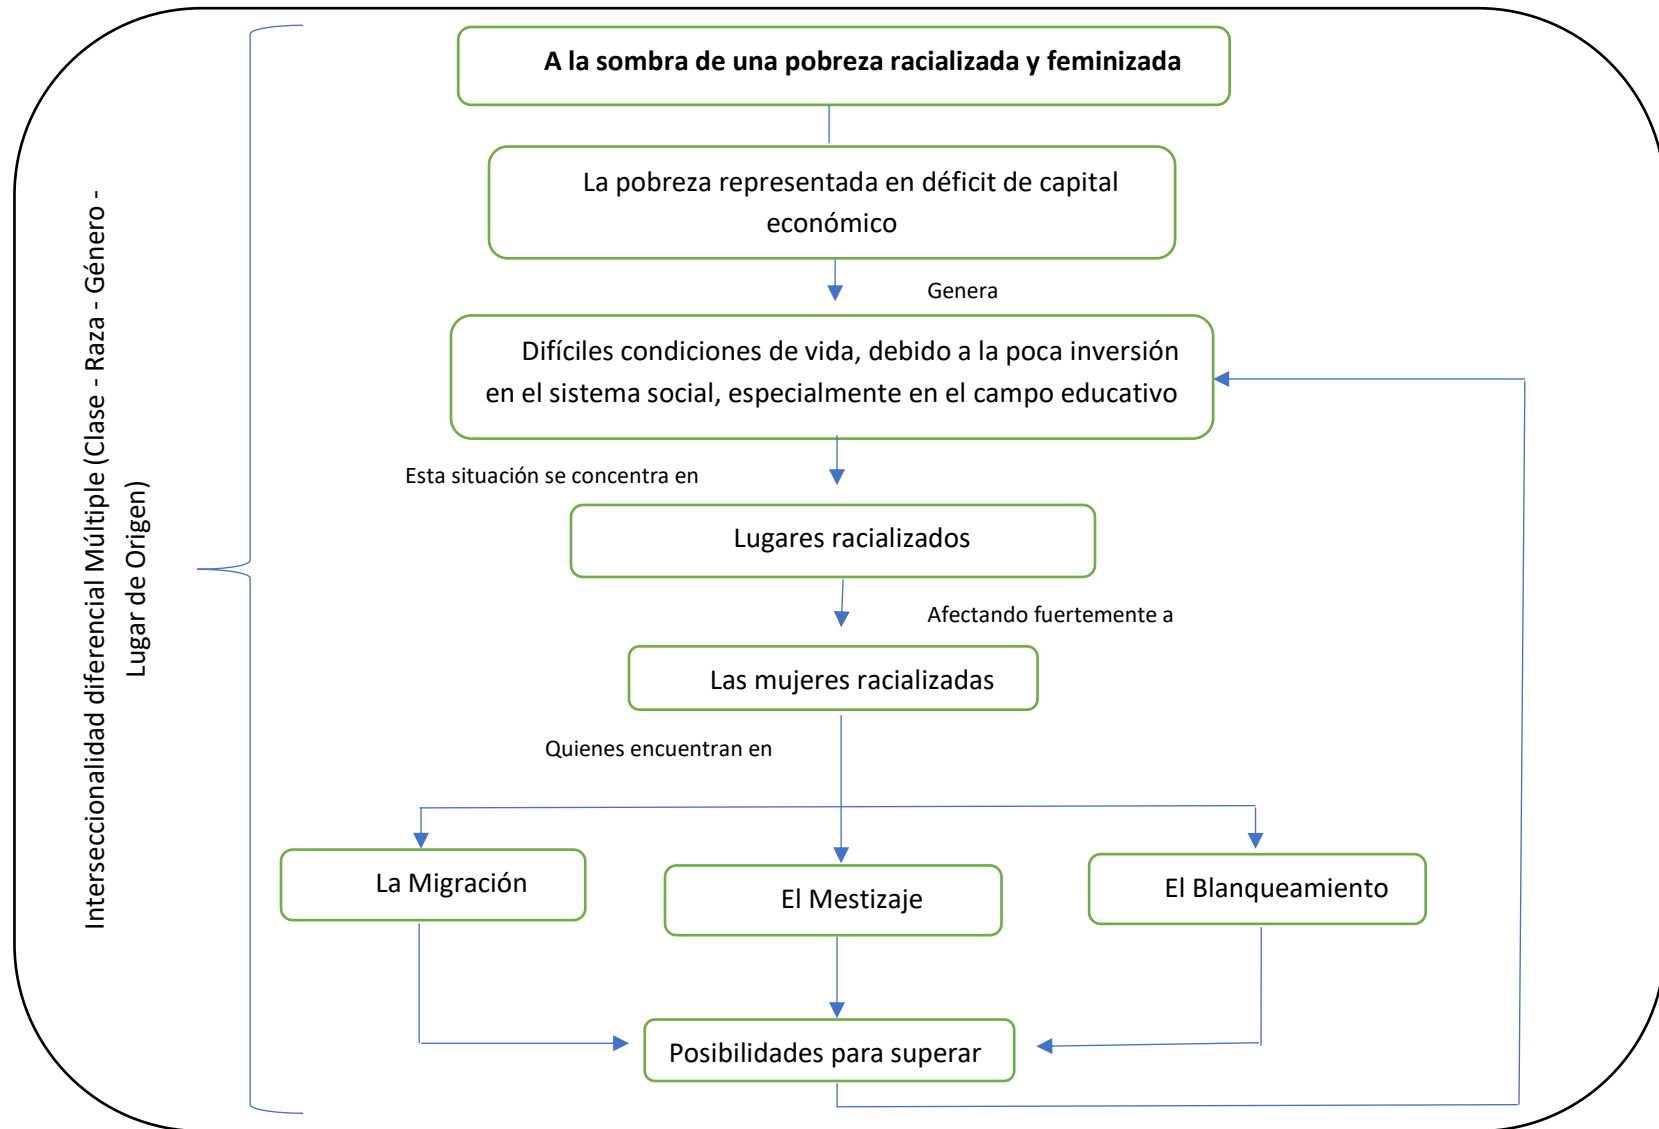 A la sombra de una pobreza racializada y feminizada
La pobreza representada en déficit de capital
económico
Genera
Difíciles condiciones de vida, debido a la poca inversión
en el sistema social, especialmente en el campo educativo
Esta situación se concentra en
Lugares racializados
Afectando fuertemente a
Las mujeres racializadas
Quienes encuentran en
La Migración
El Mestizaje
El Blanqueamiento
Posibilidades para superar
Interseccionalidad diferencial Múltiple (Clase - Raza - Género -
Lugar de Origen)